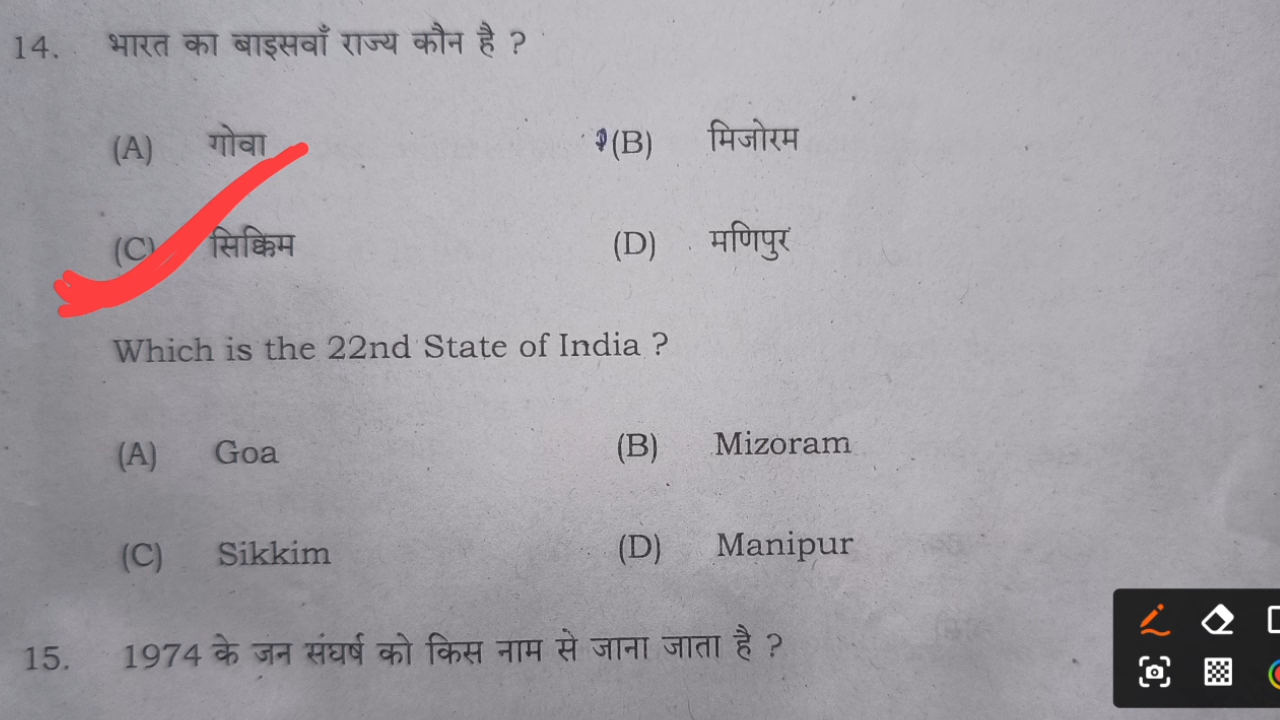 14. भारत का बाइसवाँ राज्य कौन है ?
(A) गोवा (B) मिजोरम
(C) सिक्किम (D) मणिपुर
Which is the 22nd State of India ?
(A) Goa (B) Mizoram
(C) Sikkim (D) Manipur
15. 1974 के जन संघर्ष को किस नाम से जाना जाता है ?